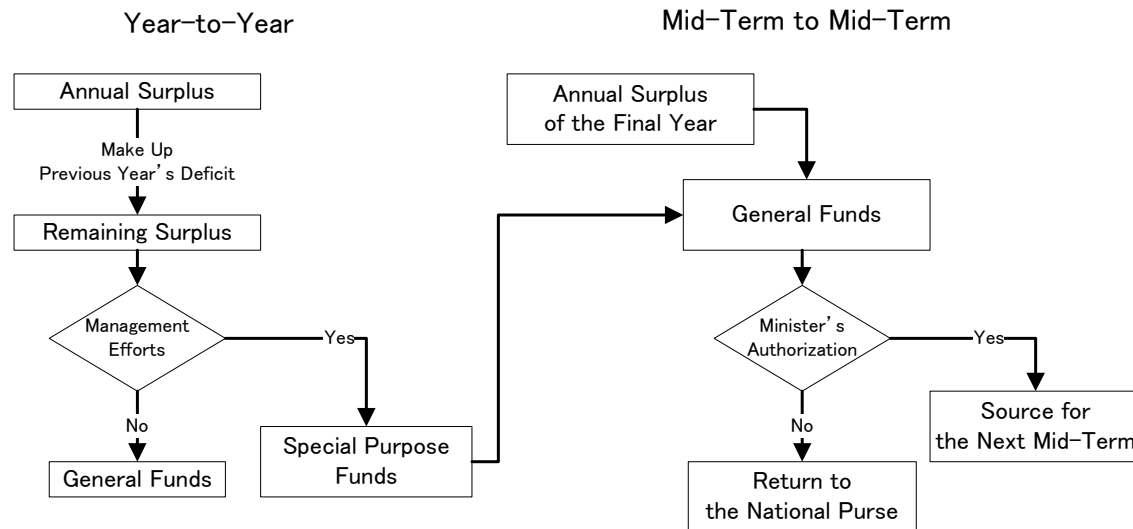 Year-to-Year
Annual Surplus
Make Up
Previous Year's Deficit
Remaining Surplus
Management
Efforts
Yes
No
Special Purpose
Funds
General Funds
Mid-Term to Mid-Term
Annual Surplus
of the Final Year
General Funds
Minister's
Authorization
Yes
No
Source for
the Next Mid-Term
Return to
the National Purse